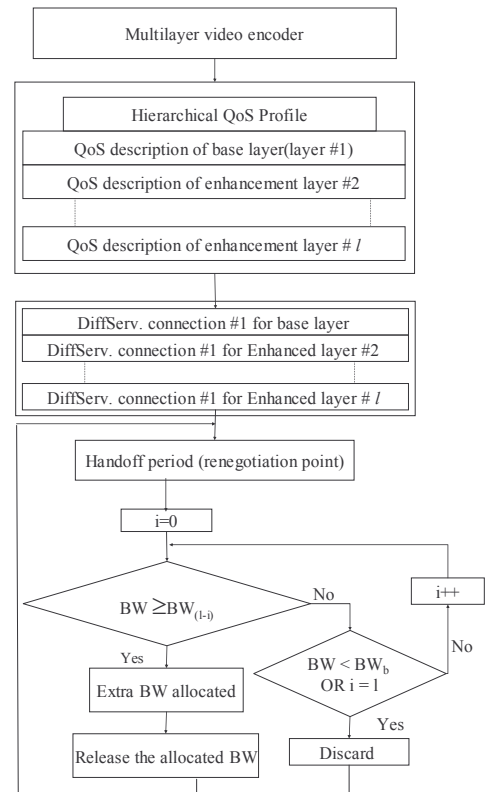 Multilayer video encoder
Hierarchical QoS Profile
QoS description of base layer(layer #1)
QoS description of enhancement layer #2
QoS description of enhancement layer # l
DiffServ. connection #1 for base layer
DiffServ. connection #1 for Enhanced layer #2
DiffServ. connection #1 for Enhanced layer # l
Handoff period (renegotiation point)
i=0
BW ≥BW(l-i)
No
i++
Yes
BW < BWb
OR i = l
No
Extra BW allocated
Yes
Release the allocated BW
Discard